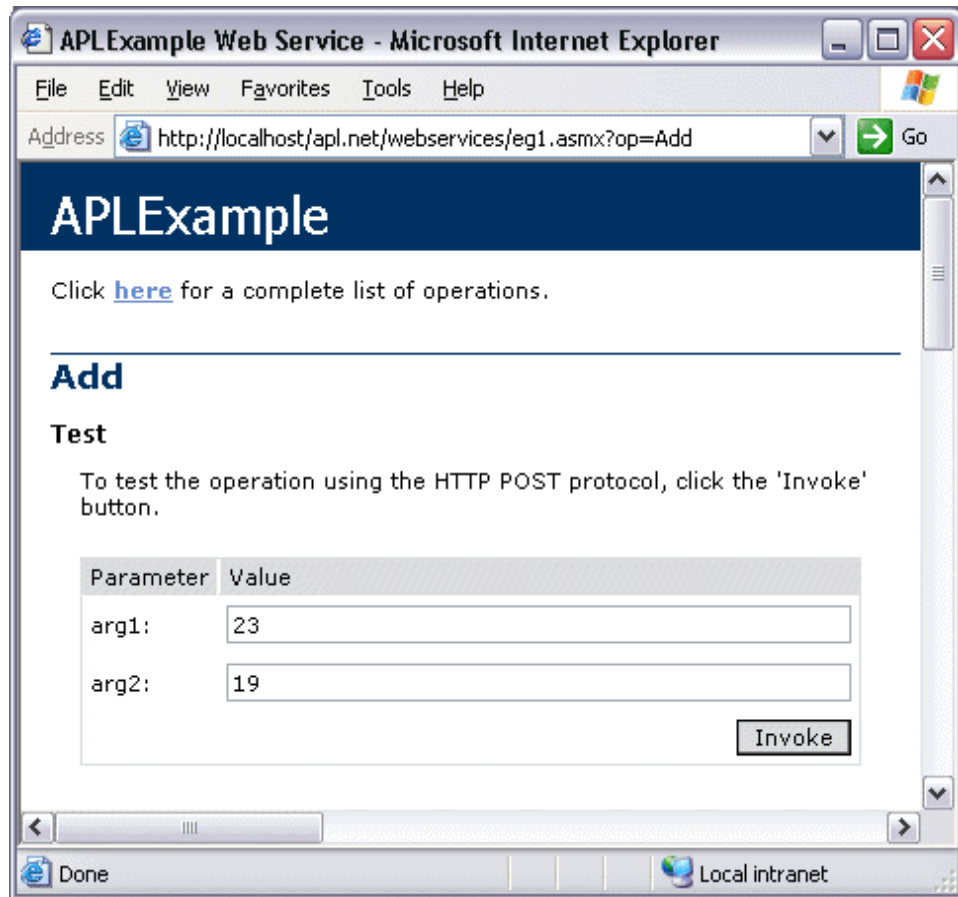 APLExample Web Service - Microsoft Internet Explorer
File Edit View Favorites Tools Help
Address http://localhost/apl.net/webservices/eg1.asmx?op=Add Go
APLExample
Click here for a complete list of operations.
Add
Test
To test the operation using the HTTP POST protocol, click the 'Invoke'
button.
Parameter Value
arg1: 23
arg2: 19
Invoke
Done Local intranet